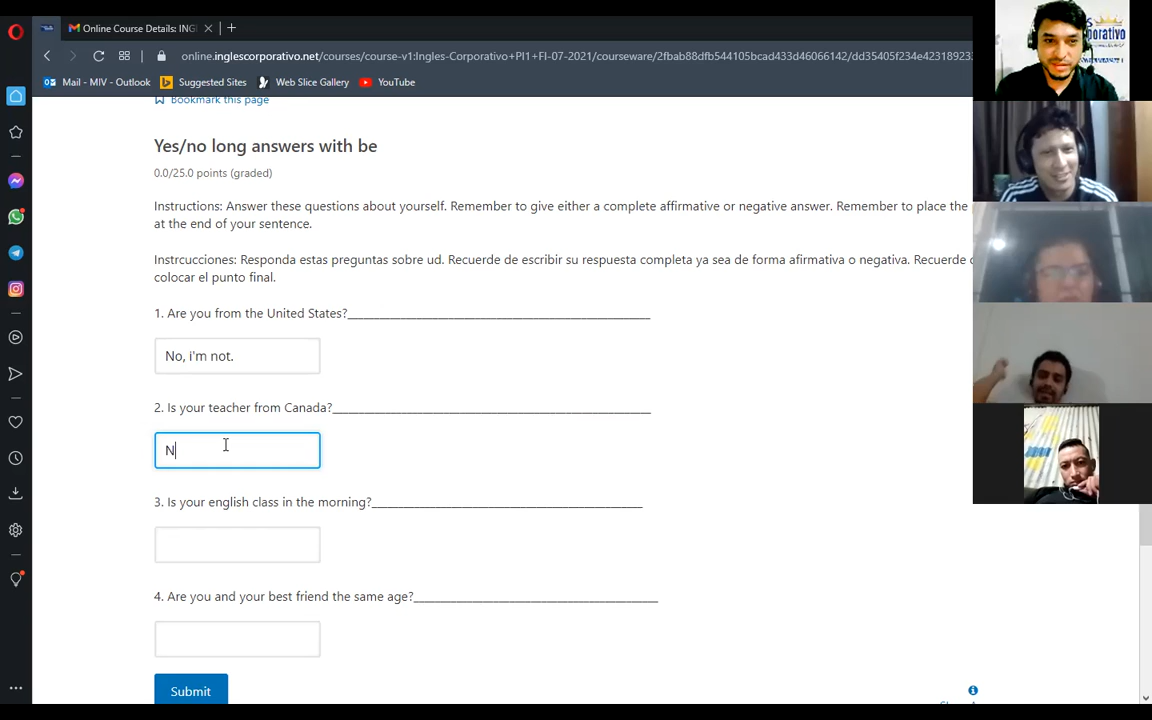 Online Course Details: ING
online.inglescorporativo.net/courses/course-v1:Ingles-Corporativo+PI1+FI-07-2021/courseware/2fbab88dfb544105bcad433d46066142/dd35405f234e42318923
Mail - MIV - Outlook
Suggested Sites
Web Slice Gallery
YouTube
Bookmark this page
Yes/no long answers with be
0.0/25.0 points (graded)
Instructions: Answer these questions about yourself. Remember to give either a complete affirmative or negative answer. Remember to place the
at the end of your sentence.
Instrcucciones: Responda estas preguntas sobre ud. Recuerde de escribir su respuesta completa ya sea de forma afirmativa o negativa. Recuerde
colocar el punto final.
1. Are you from the United States?______________________________________________
No, i'm not.
2. Is your teacher from Canada?________________________________________________
N
3. Is your english class in the morning?_________________________________________
4. Are you and your best friend the same age?_____________________________________
Submit